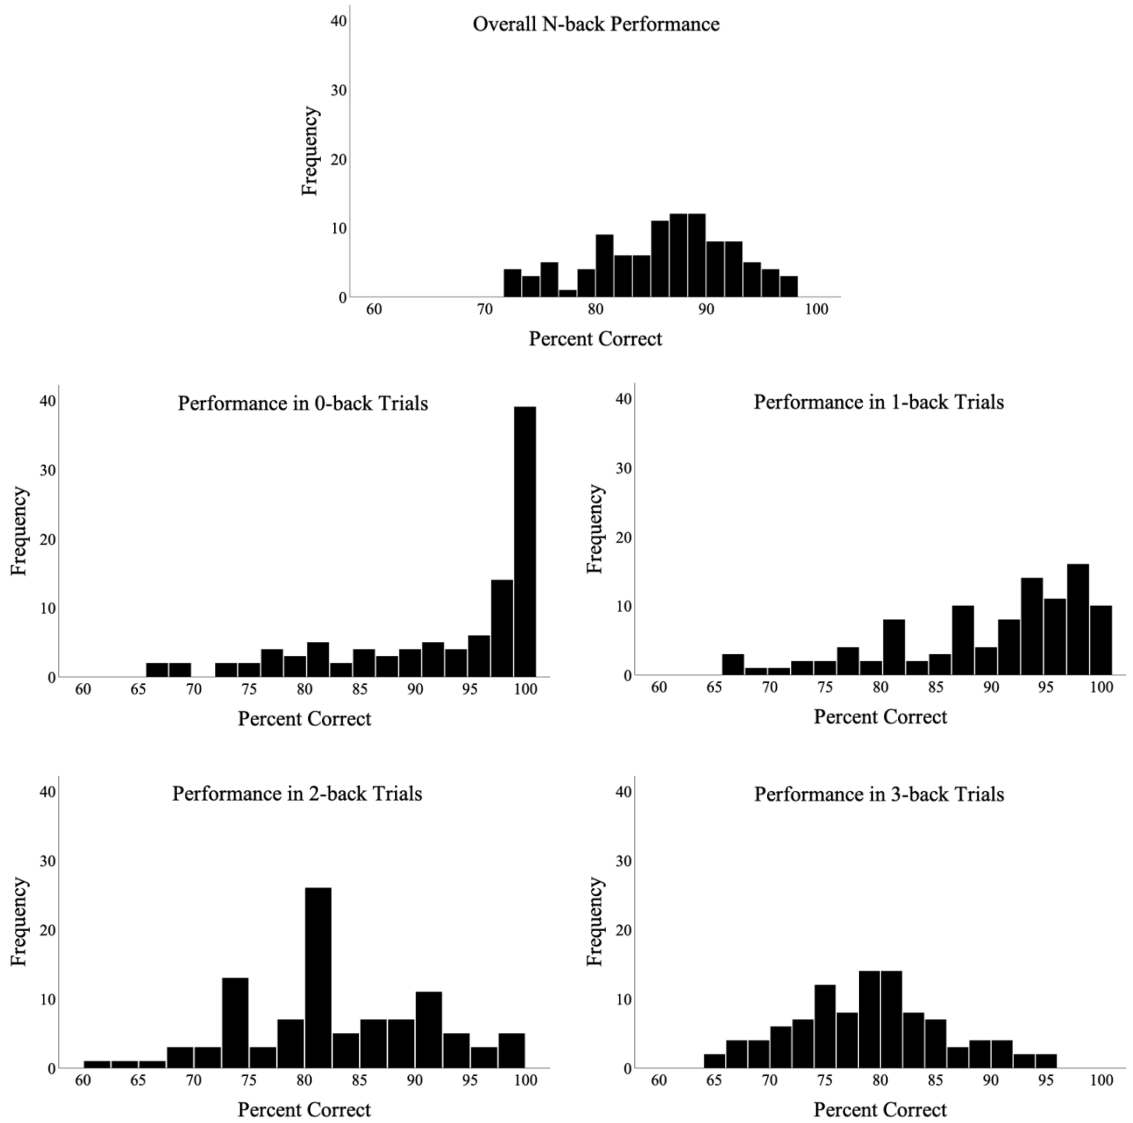 Overall N-back Performance
40
30
20
10
0
Frequency
60 70 80 90 100
Percent Correct
Performance in 0-back Trials
40
30
20
10
0
Frequency
60 65 70 75 80 85 90 95 100
Percent Correct
Performance in 1-back Trials
40
30
20
10
0
Frequency
60 65 70 75 80 85 90 95 100
Percent Correct
Performance in 2-back Trials
40
30
20
10
0
Frequency
60 65 70 75 80 85 90 95 100
Percent Correct
Performance in 3-back Trials
40
30
20
10
0
Frequency
60 65 70 75 80 85 90 95 100
Percent Correct